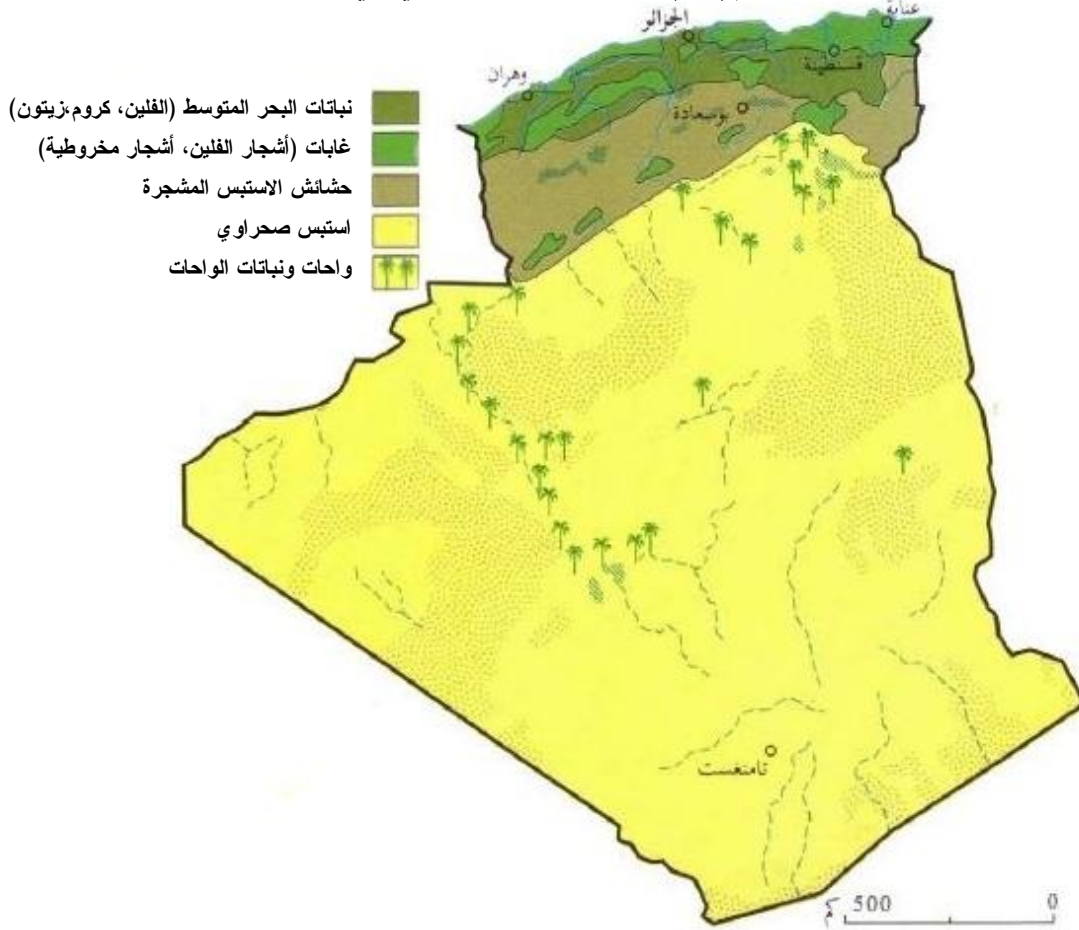 عنابة
الجزائر
قسنطينة
وهران
بوسعادة
نباتات البحر المتوسط (الفلين، كروم،زيتون)
غابات (أشجار الفلين، أشجار مخروطية)
حشائش الاستبس المشجرة
استبس صحراوي
واحات ونباتات الواحات
تامنغست
كم 500 0